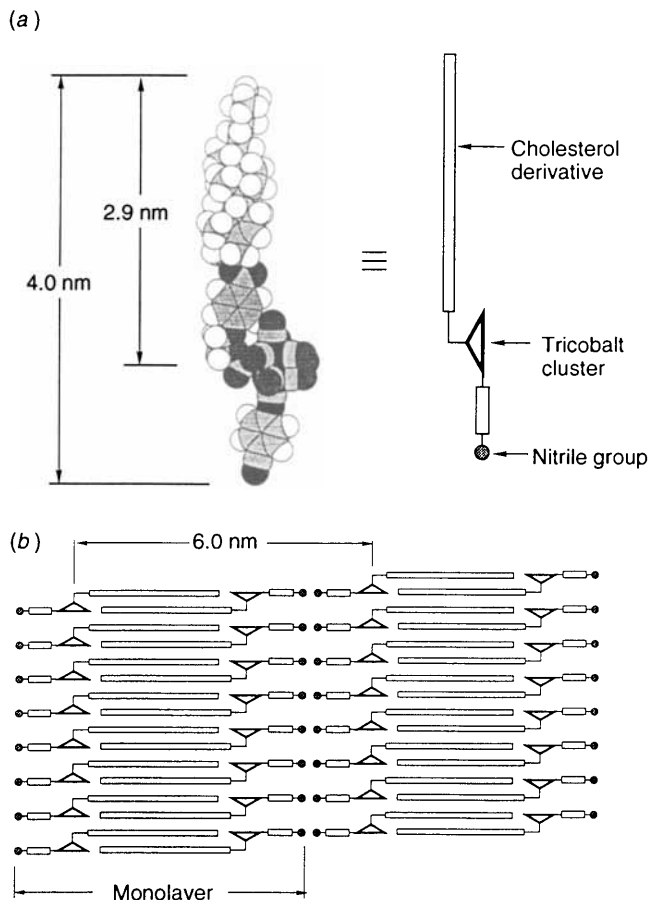 (a)
2.9 nm
4.0 nm
≡
Cholesterol
derivative
Tricobalt
cluster
Nitrile group
(b)
6.0 nm
Monolayer